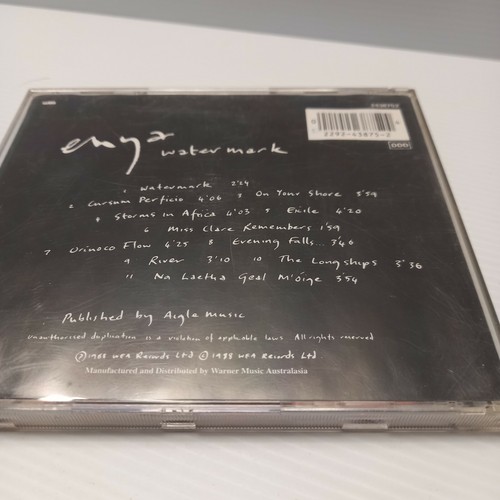 enya
watermark
2292-43875-2
DDD
1 Watermark 2'24
2 Cursum Perficio 4'06 3 On Your Shore 3'59
4 Storms in Africa 4'03 5 Exile 4'20
6 Miss Clare Remembers 1'59
7 Orinoco Flow 4'25 8 Evening Falls... 3'46
9 River 3'10 10 The Longships 3'36
11 Na Laetha Geal M'óige 3'54
Published by Aigle Music
unauthorised duplication is a violation of applicable laws. All rights reserved
℗ 1988 WEA Records Ltd © 1988 WEA Records Ltd
Manufactured and Distributed by Warner Music Australasia